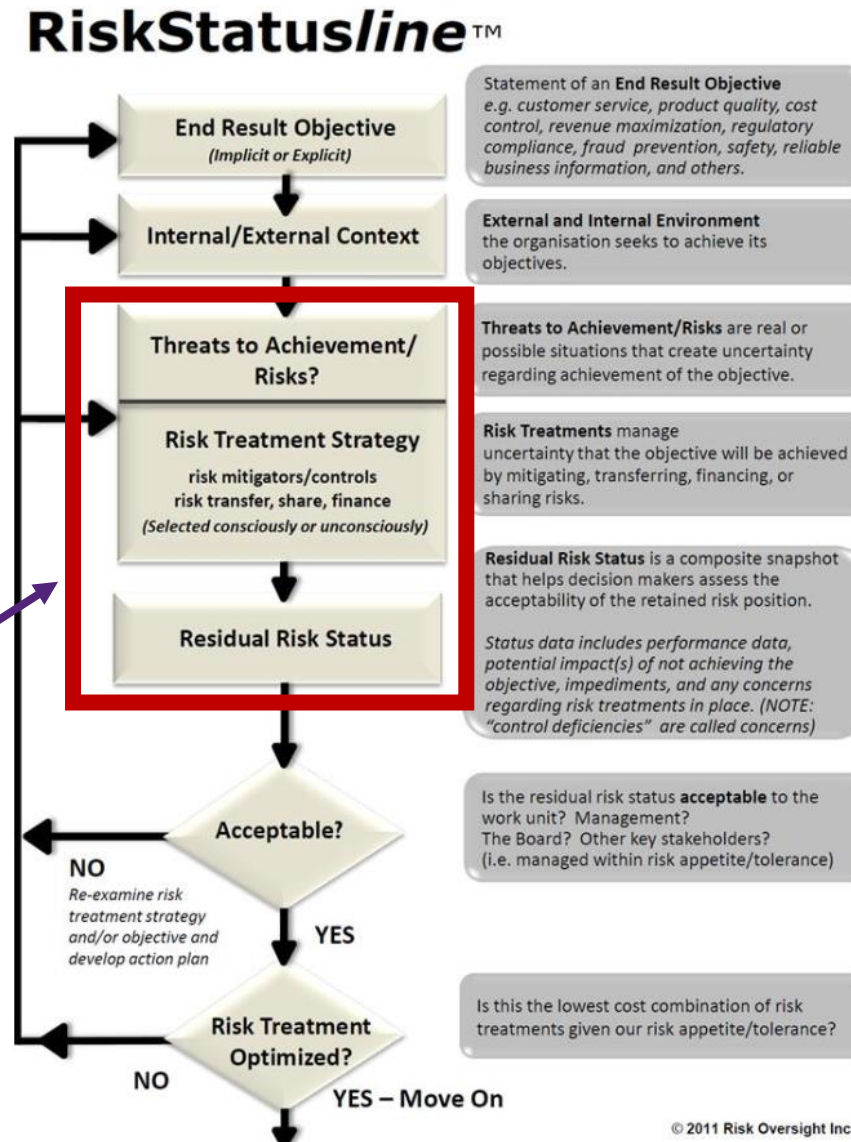 RiskStatusline™
End Result Objective
(Implicit or Explicit)
Statement of an End Result Objective
e.g. customer service, product quality, cost
control, revenue maximization, regulatory
compliance, fraud prevention, safety, reliable
business information, and others.
Internal/External Context
External and Internal Environment
the organisation seeks to achieve its
objectives.
Threats to Achievement/
Risks?
Threats to Achievement/Risks are real or
possible situations that create uncertainty
regarding achievement of the objective.
Risk Treatment Strategy
risk mitigators/controls
risk transfer, share, finance
(Selected consciously or unconsciously)
Risk Treatments manage
uncertainty that the objective will be achieved
by mitigating, transferring, financing, or
sharing risks.
Residual Risk Status
Residual Risk Status is a composite snapshot
that helps decision makers assess the
acceptability of the retained risk position.
Status data includes performance data,
potential impact(s) of not achieving the
objective, impediments, and any concerns
regarding risk treatments in place. (NOTE:
"control deficiencies" are called concerns)
Acceptable?
Is the residual risk status acceptable to the
work unit? Management?
The Board? Other key stakeholders?
(i.e. managed within risk appetite/tolerance)
NO
Re-examine risk
treatment strategy
and/or objective and
develop action plan
YES
Risk Treatment
Optimized?
Is this the lowest cost combination of risk
treatments given our risk appetite/tolerance?
NO
YES – Move On
© 2011 Risk Oversight Inc